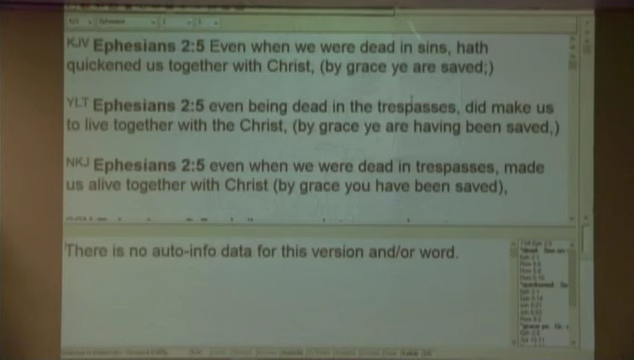 KJV Ephesians 2:5 Even when we were dead in sins, hath
quickened us together with Christ, (by grace ye are saved;)
YLT Ephesians 2:5 even being dead in the trespasses, did make us
to live together with the Christ, (by grace ye are having been saved,)
NKJ Ephesians 2:5 even when we were dead in trespasses, made
us alive together with Christ (by grace you have been saved),
There is no auto-info data for this version and/or word.